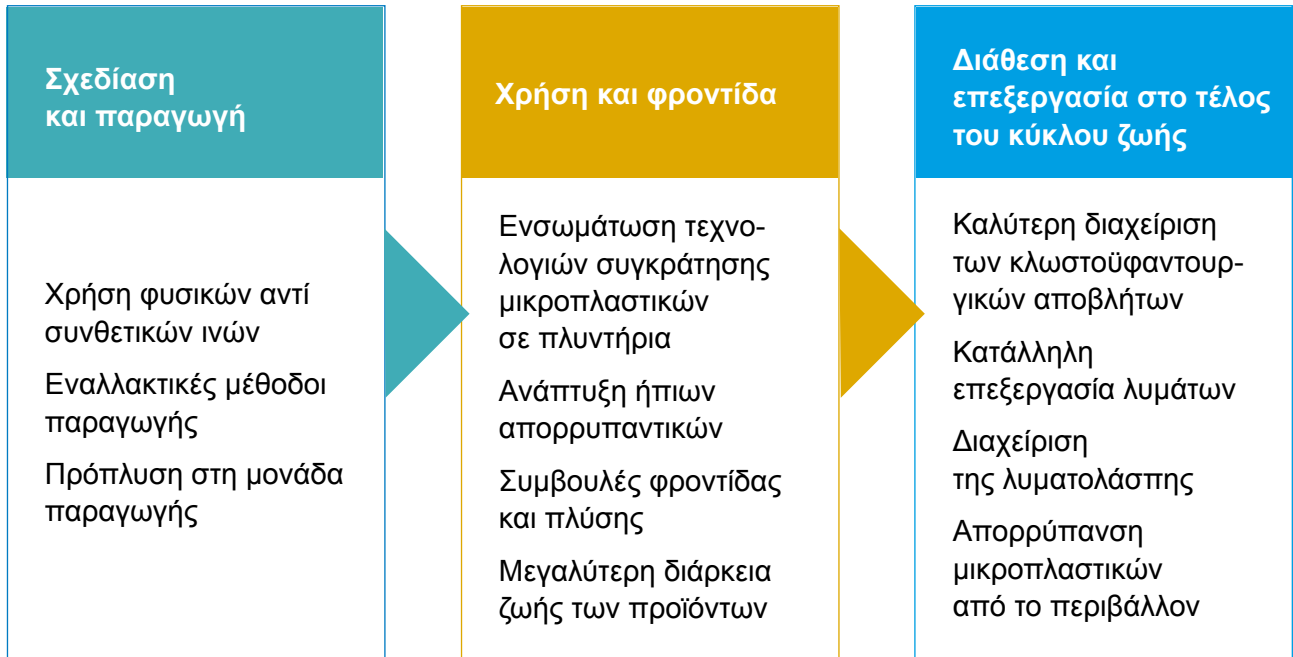 Σχεδίαση
και παραγωγή
Χρήση φυσικών αντί
συνθετικών ινών
Εναλλακτικές μέθοδοι
παραγωγής
Πρόπλυση στη μονάδα
παραγωγής
Χρήση και φροντίδα
Ενσωμάτωση τεχνο-
λογιών συγκράτησης
μικροπλαστικών
σε πλυντήρια
Ανάπτυξη ήπιων
απορρυπαντικών
Συμβουλές φροντίδας
και πλύσης
Μεγαλύτερη διάρκεια
ζωής των προϊόντων
Διάθεση και
επεξεργασία στο τέλος
του κύκλου ζωής
Καλύτερη διαχείριση
των κλωστοϋφαντουρ-
γικών αποβλήτων
Κατάλληλη
επεξεργασία λυμάτων
Διαχείριση
της λυματολάσπης
Απορρύπανση
μικροπλαστικών
από το περιβάλλον